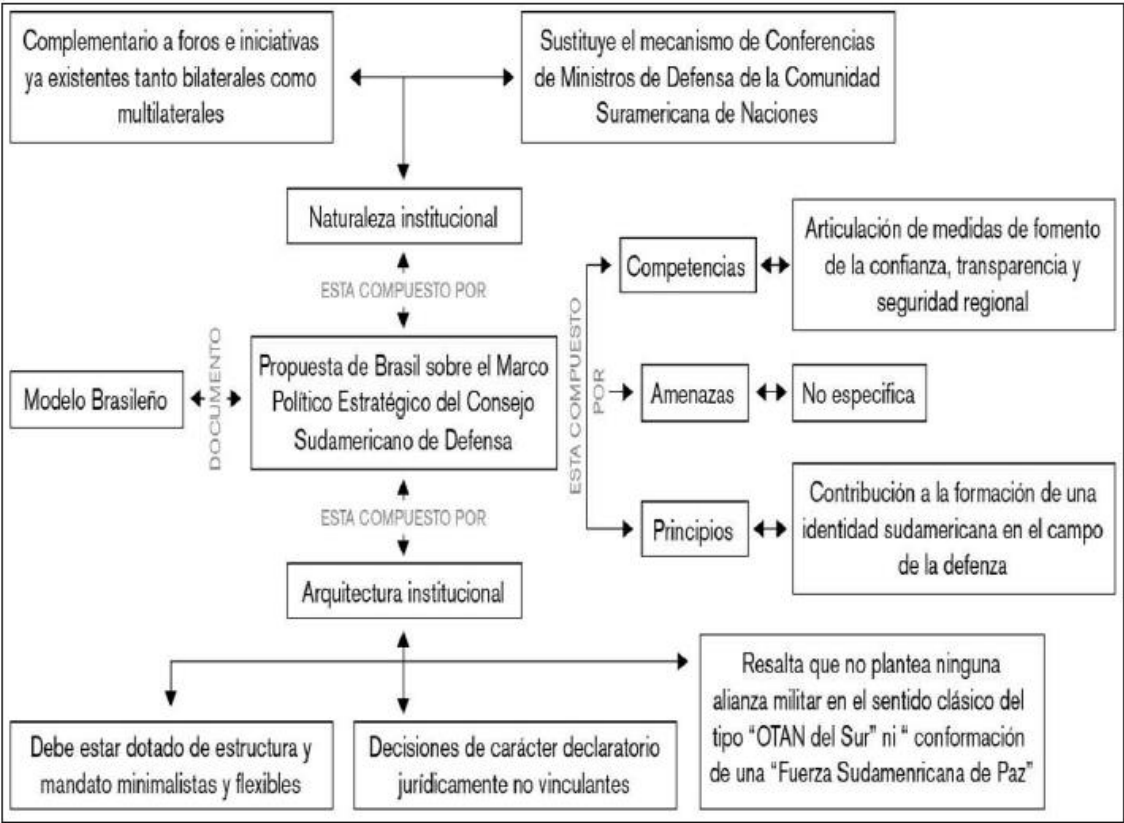 Complementario a foros e iniciativas
ya existentes tanto bilaterales como
multilaterales
Sustituye el mecanismo de Conferencias
de Ministros de Defensa de la Comunidad
Suramericana de Naciones
Naturaleza institucional
ESTA COMPUESTO POR
Competencias
Articulación de medidas de fomento
de la confianza, transparencia y
seguridad regional
Modelo Brasileño
DOCUMENTO
Propuesta de Brasil sobre el Marco
Político Estratégico del Consejo
Sudamericano de Defensa
ESTA COMPUESTO
POR
Amenazas
No especifica
ESTA COMPUESTO POR
Principios
Contribución a la formación de una
identidad sudamericana en el campo
de la defenza
Arquitectura institucional
Debe estar dotado de estructura y
mandato minimalistas y flexibles
Decisiones de carácter declaratorio
jurídicamente no vinculantes
Resalta que no plantea ninguna
alianza militar en el sentido clásico del
tipo “OTAN del Sur” ni “ conformación
de una “Fuerza Sudamenricana de Paz”